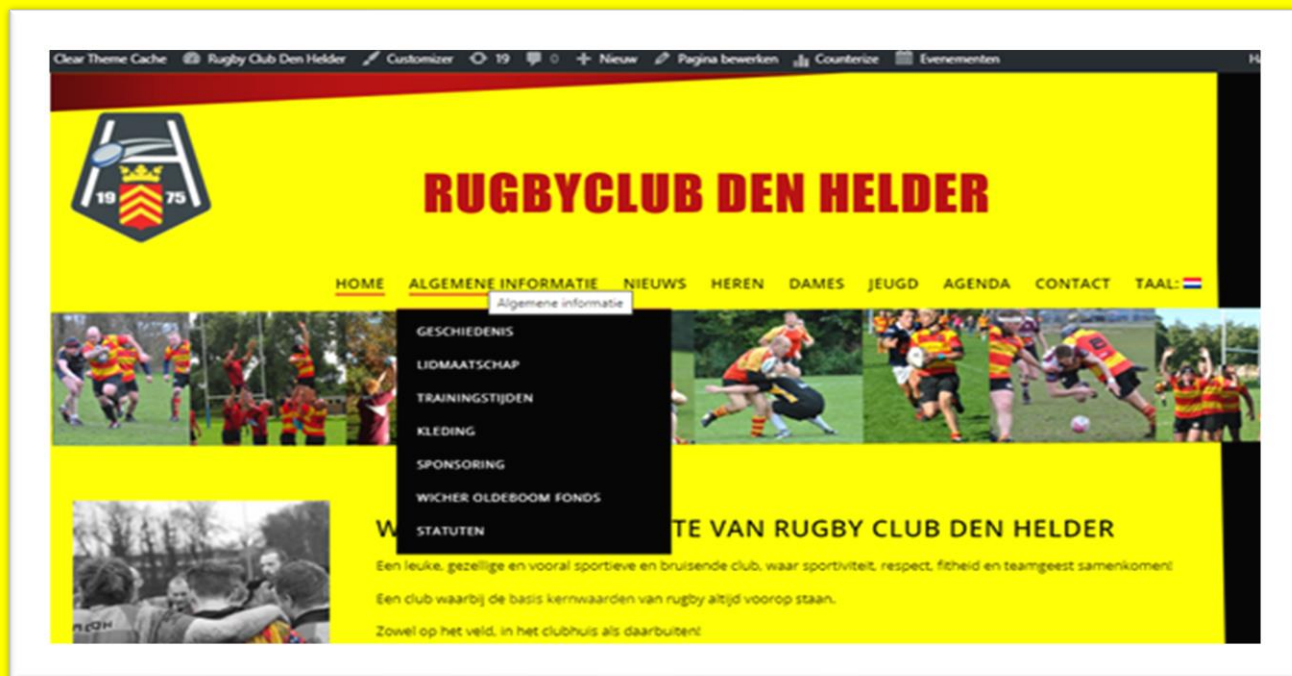 Clear Theme Cache Rugby Club Den Helder Customizer 19 0 Nieuw Pagina bewerken Counterize Evenementen
19 75
RUGBYCLUB DEN HELDER
HOME ALGEMENE INFORMATIE NIEUWS HEREN DAMES JEUGD AGENDA CONTACT TAAL:
Algemene informatie
GESCHIEDENIS
LIDMAATSCHAP
TRAININGSTIJDEN
KLEDING
SPONSORING
WICHER OLDEBOOM FONDS
STATUTEN
W TE VAN RUGBY CLUB DEN HELDER
Een leuke, gezellige en vooral sportieve en bruisende club, waar sportiviteit, respect, fitheid en teamgeest samenkomen!
Een club waarbij de basis kernwaarden van rugby altijd voorop staan.
Zowel op het veld, in het clubhuis als daarbuiten!